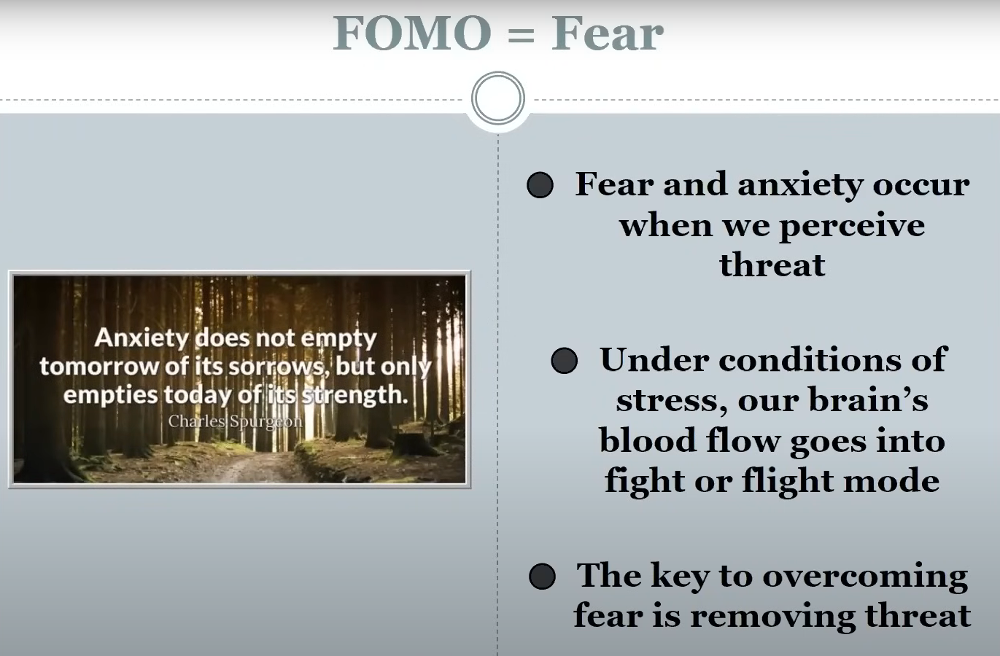 FOMO = Fear
Anxiety does not empty
tomorrow of its sorrows, but only
empties today of its strength.
Charles Spurgeon
Fear and anxiety occur
when we perceive
threat
Under conditions of
stress, our brain’s
blood flow goes into
fight or flight mode
The key to overcoming
fear is removing threat